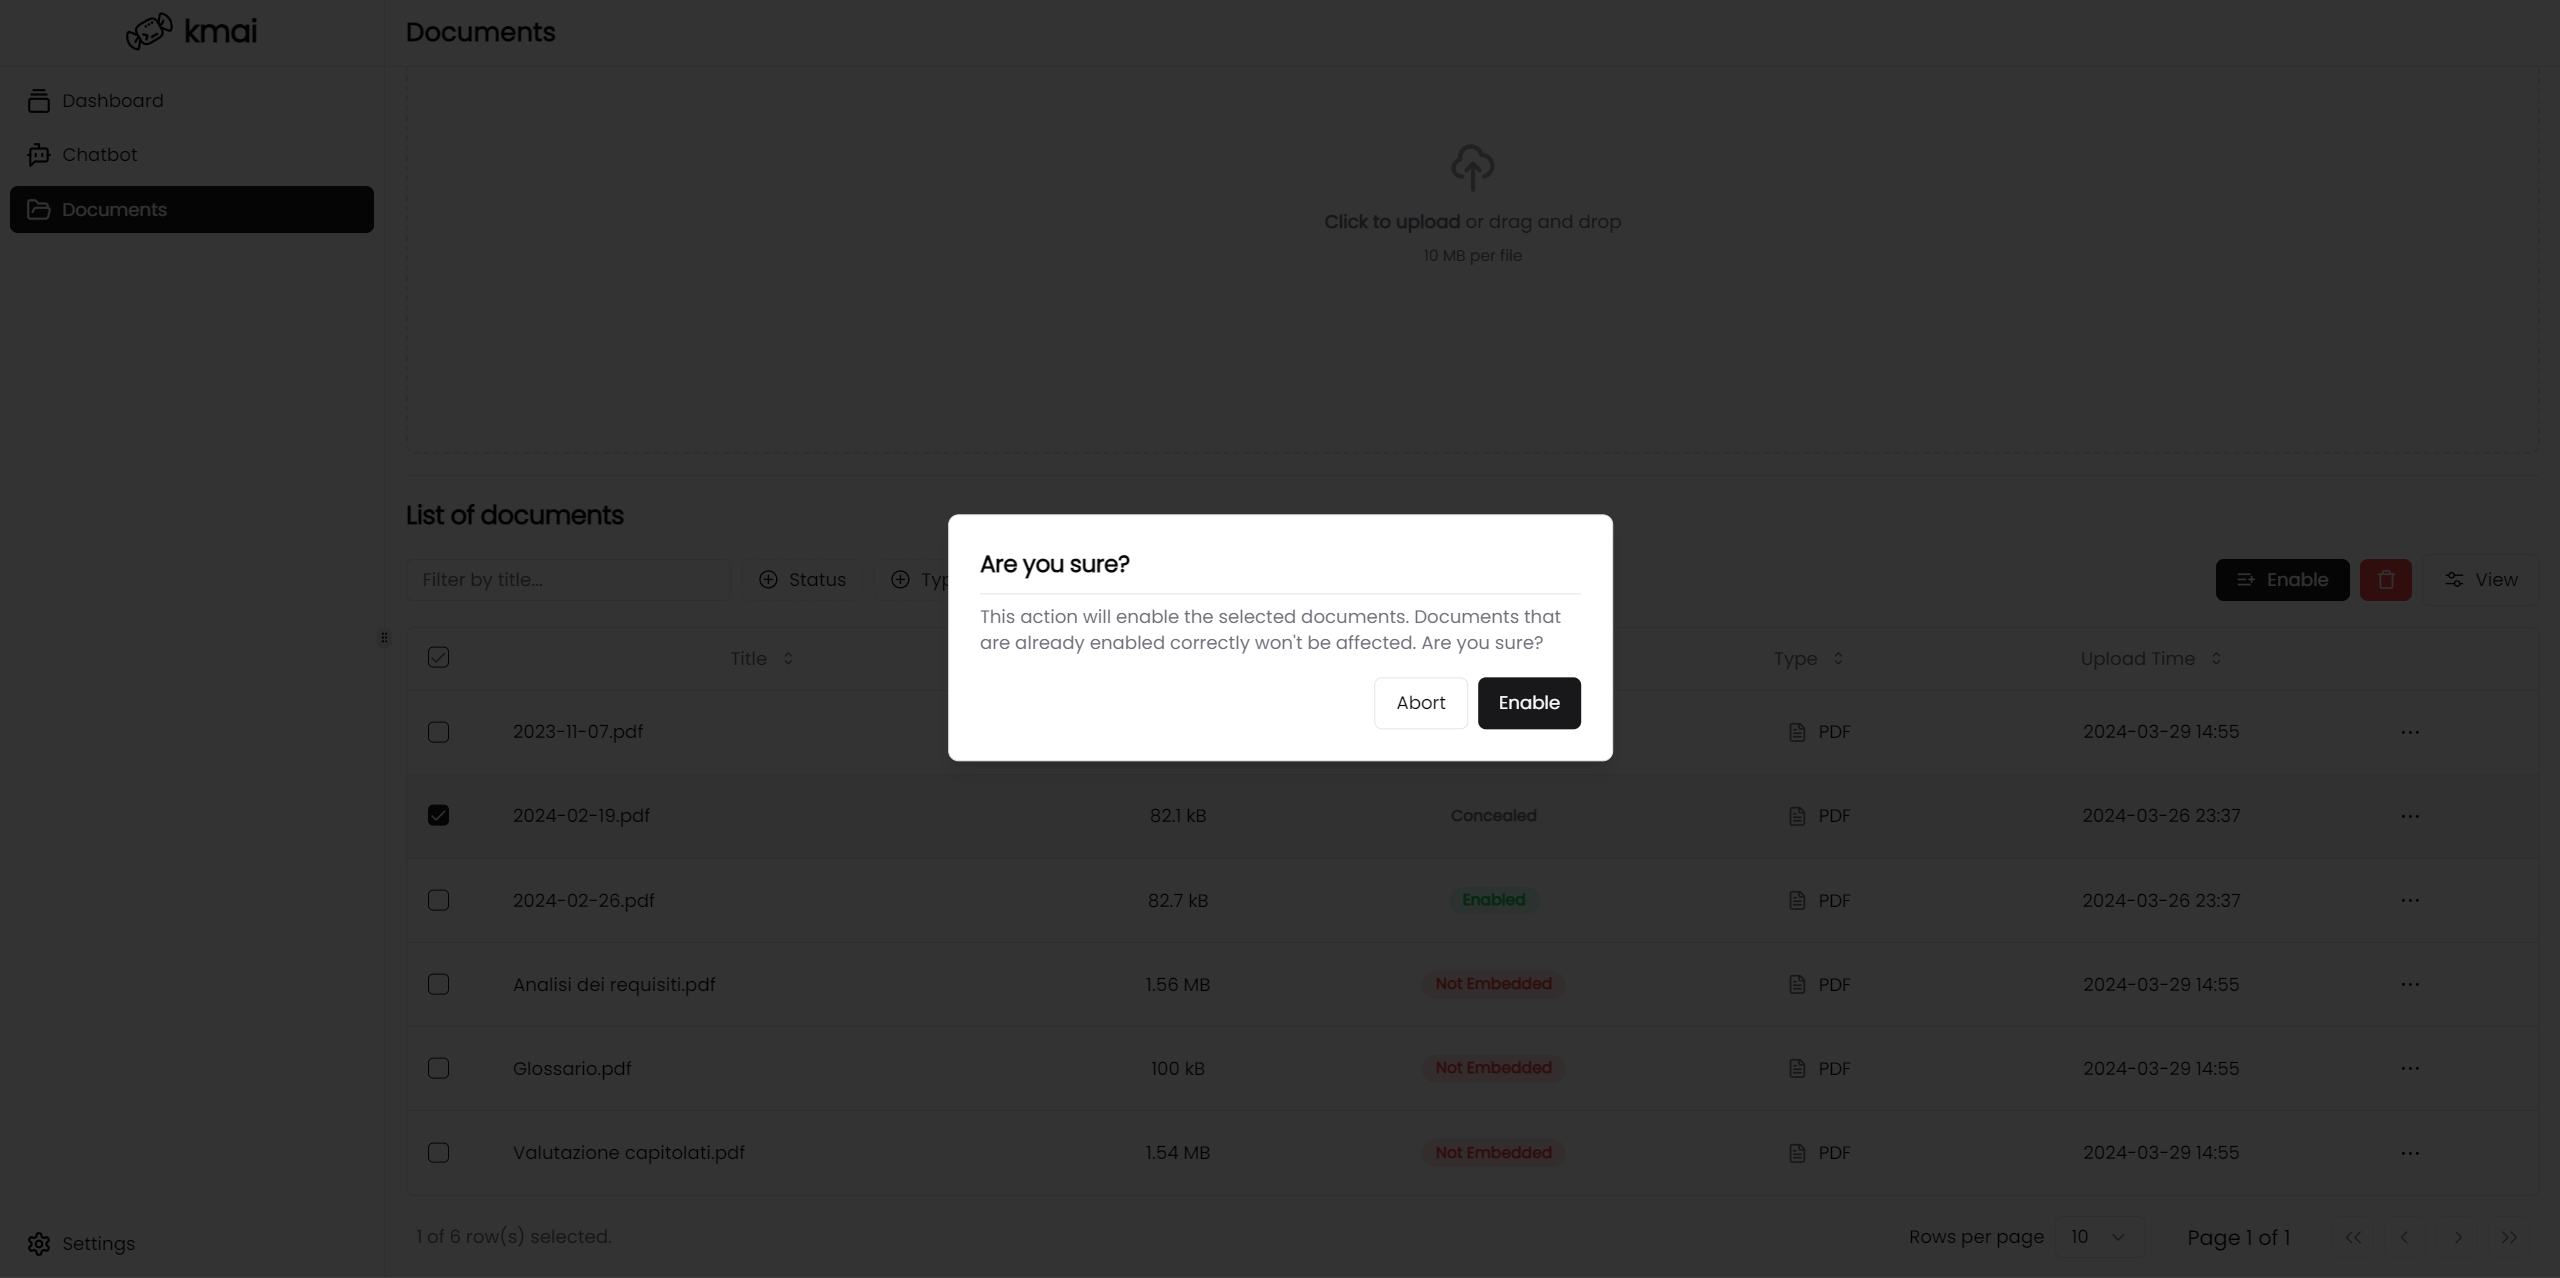 kmai
Documents
Dashboard
Chatbot
Documents
Click to upload or drag and drop
10 MB per file
List of documents
Filter by title...
Status
Typ
Enable
View
Are you sure?
This action will enable the selected documents. Documents that
are already enabled correctly won't be affected. Are you sure?
Abort
Enable
Title
Type
Upload Time
2023-11-07.pdf
PDF
2024-03-29 14:55
2024-02-19.pdf
82.1 kB
Concealed
PDF
2024-03-26 23:37
2024-02-26.pdf
82.7 kB
Enabled
PDF
2024-03-26 23:37
Analisi dei requisiti.pdf
1.56 MB
Not Embedded
PDF
2024-03-29 14:55
Glossario.pdf
100 kB
Not Embedded
PDF
2024-03-29 14:55
Valutazione capitolati.pdf
1.54 MB
Not Embedded
PDF
2024-03-29 14:55
Settings
1 of 6 row(s) selected.
Rows per page
10
Page 1 of 1